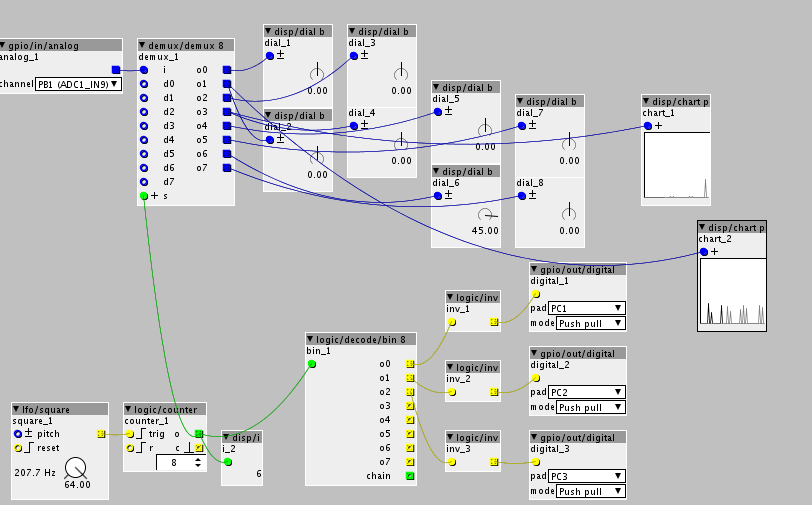 gpio/in/analog
analog_1
channel PB1 (ADC1_IN9)
demux/demux 8
demux_1
i o0
d0 o1
d1 o2
d2 o3
d3 o4
d4 o5
d5 o6
d6 o7
d7
+ s
disp/dial b
dial_1
±
0.00
disp/dial b
dial_2
±
0.00
disp/dial b
dial_3
±
0.00
dial_4
±
0.00
disp/dial b
dial_5
±
0.00
disp/dial b
dial_6
±
45.00
disp/dial b
dial_7
±
0.00
dial_8
±
0.00
disp/chart p
chart_1
+
disp/chart p
chart_2
+
gpio/out/digital
digital_1
pad PC1
mode Push pull
logic/inv
inv_1
logic/decode/bin 8
bin_1
o0
o1
o2
o3
o4
o5
o6
o7
chain
logic/inv
inv_2
gpio/out/digital
digital_2
pad PC2
mode Push pull
logic/inv
inv_3
gpio/out/digital
digital_3
pad PC3
mode Push pull
lfo/square
square_1
± pitch
reset
207.7 Hz
64.00
logic/counter
counter_1
trig o
r c
8
disp/i
i_2
6